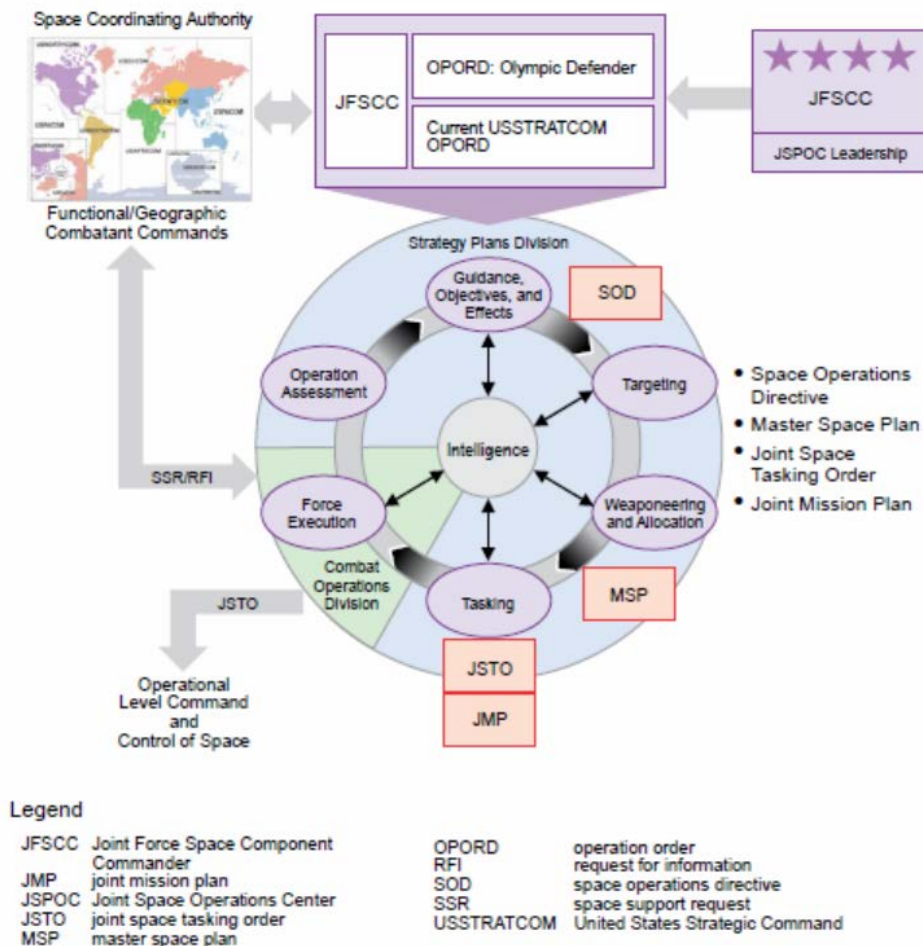 Space Coordinating Authority
Functional/Geographic
Combatant Commands
JFSCC
OPORD: Olympic Defender
Current USSTRATCOM
OPORD
JFSCC
JSPOC Leadership
Strategy Plans Division
Guidance,
Objectives, and
Effects
SOD
Operation
Assessment
Targeting
Intelligence
SSR/RFI
Force
Execution
Weaponeering
and Allocation
Combat
Operations
Division
Tasking
MSP
JSTO
JSTO
JMP
Operational
Level Command
and
Control of Space
• Space Operations
Directive
• Master Space Plan
• Joint Space
Tasking Order
• Joint Mission Plan
Legend
JFSCC Joint Force Space Component
Commander
JMP joint mission plan
JSPOC Joint Space Operations Center
JSTO joint space tasking order
MSP master space plan
OPORD operation order
RFI request for information
SOD space operations directive
SSR space support request
USSTRATCOM United States Strategic Command